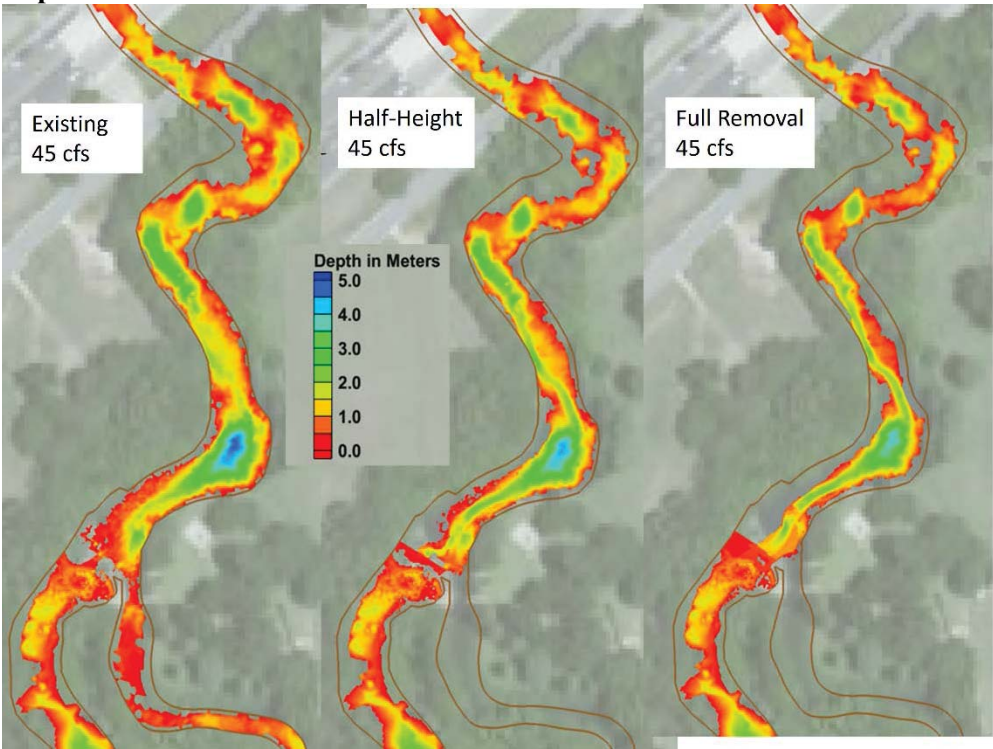 Existing
45 cfs
Half-Height
45 cfs
Full Removal
45 cfs
Depth in Meters
5.0
4.0
3.0
2.0
1.0
0.0